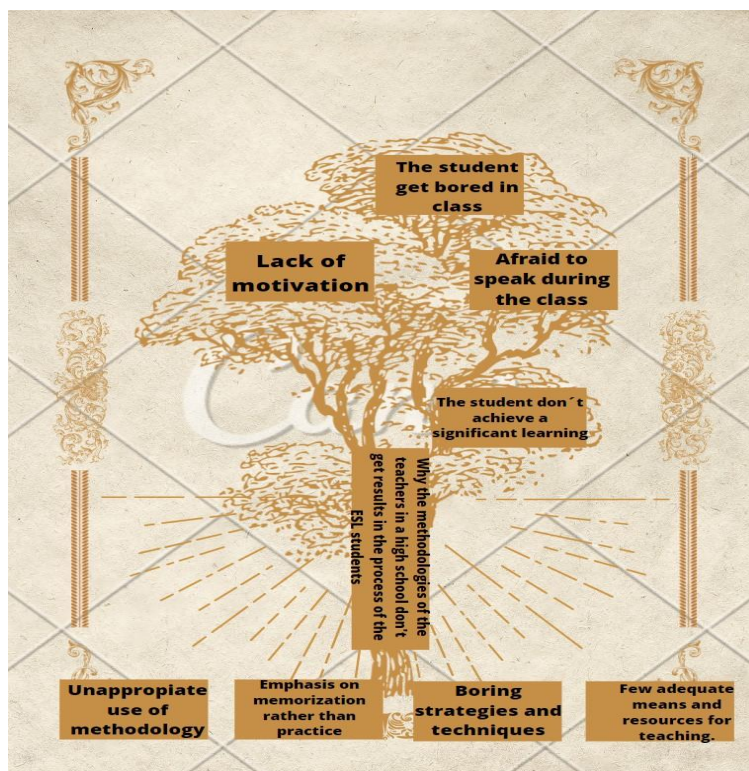 The student
get bored in
class
Lack of
motivation
Afraid to
speak during
the class
The student don´t
achieve a
significant learning
Why the methodologies of the
teachers in a high school don't
get results in the process of the
ESL students
Unappropiate
use of
methodology
Emphasis on
memorization
rather than
practice
Boring
strategies and
techniques
Few adequate
means and
resources for
teaching.
Canva